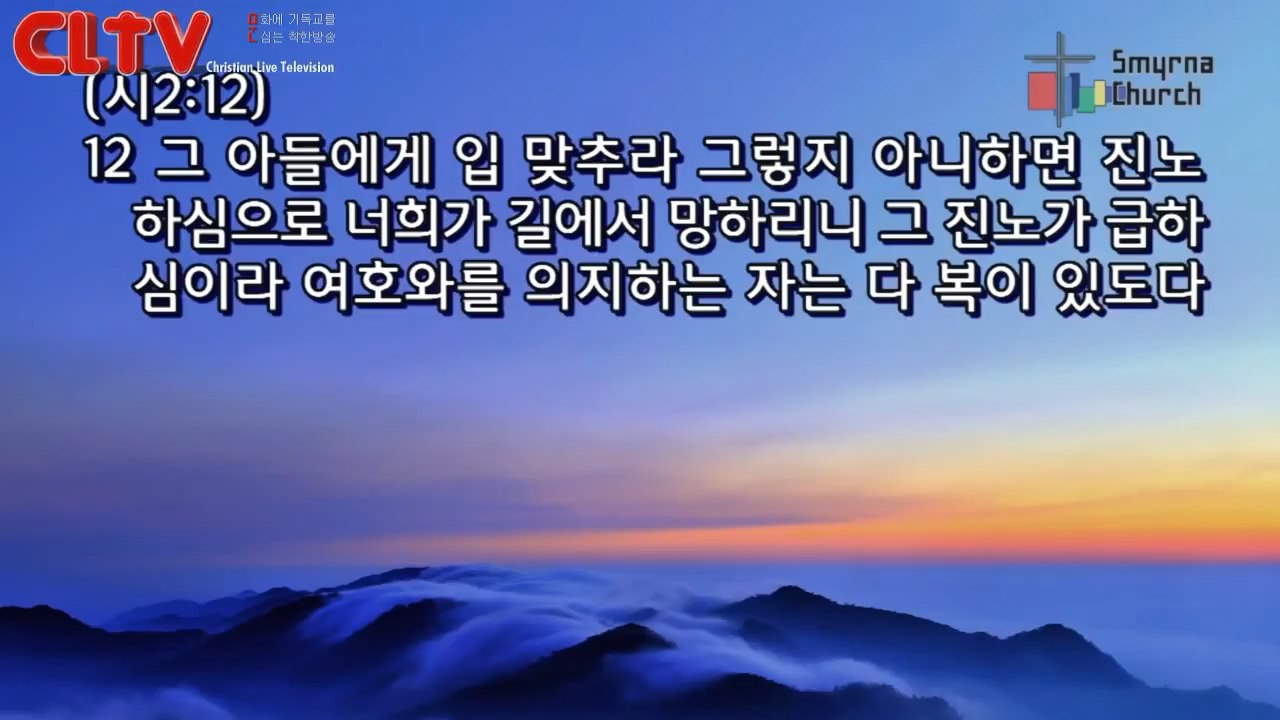 CLTV
화에 기독교를
심는 착한방송
Christian Live Television
Smyrna
Church
(시2:12)
12 그 아들에게 입 맞추라 그렇지 아니하면 진노
하심으로 너희가 길에서 망하리니 그 진노가 급하
심이라 여호와를 의지하는 자는 다 복이 있도다